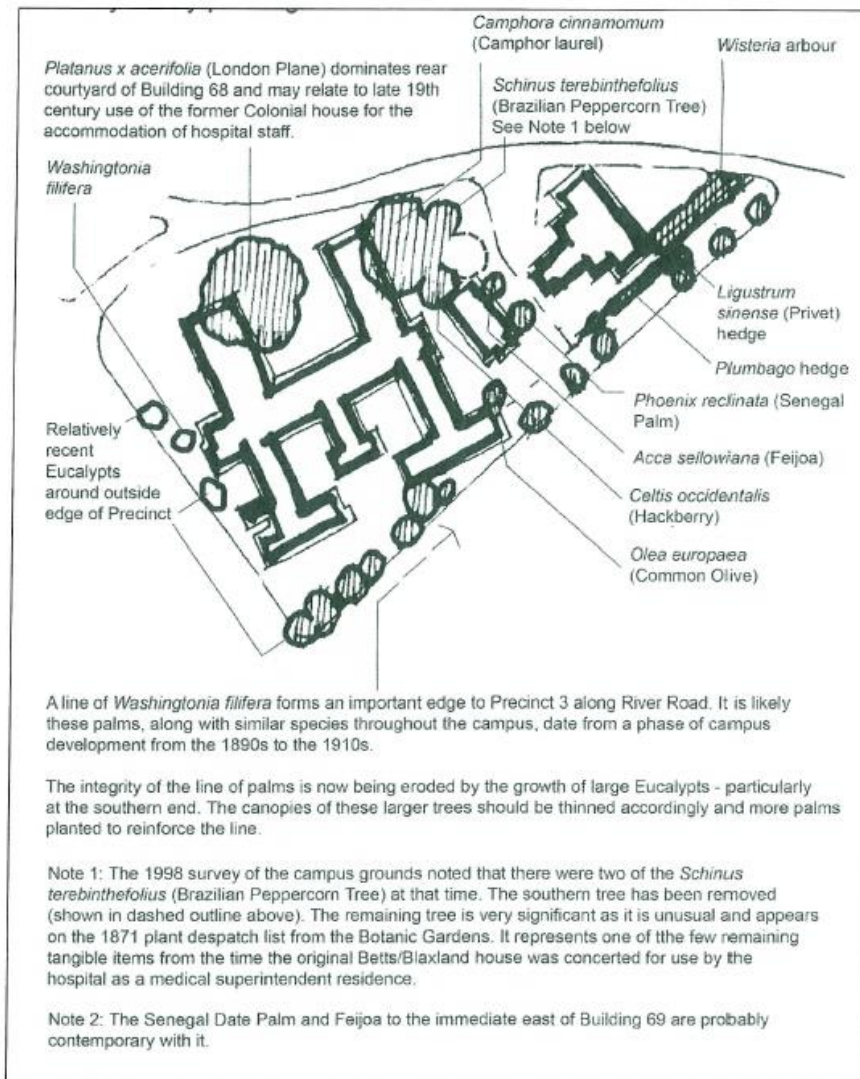 Camphora cinnamomum
(Camphor laurel)
Wisteria arbour
Platanus x acerifolia (London Plane) dominates rear
courtyard of Building 68 and may relate to late 19th
century use of the former Colonial house for the
accommodation of hospital staff.
Schinus terebinthefolius
(Brazilian Peppercorn Tree)
See Note 1 below
Washingtonia
filifera
Ligustrum
sinense (Privet)
hedge
Plumbago hedge
Phoenix reclinata (Senegal
Palm)
Acca sellowiana (Feijoa)
Celtis occidentalis
(Hackberry)
Olea europaea
(Common Olive)
Relatively
recent
Eucalypts
around outside
edge of Precinct
A line of Washingtonia filifera forms an important edge to Precinct 3 along River Road. It is likely
these palms, along with similar species throughout the campus, date from a phase of campus
development from the 1890s to the 1910s.
The integrity of the line of palms is now being eroded by the growth of large Eucalypts - particularly
at the southern end. The canopies of these larger trees should be thinned accordingly and more palms
planted to reinforce the line.
Note 1: The 1998 survey of the campus grounds noted that there were two of the Schinus
terebinthefolius (Brazilian Peppercorn Tree) at that time. The southern tree has been removed
(shown in dashed outline above). The remaining tree is very significant as it is unusual and appears
on the 1871 plant despatch list from the Botanic Gardens. It represents one of tthe few remaining
tangible items from the time the original Betts/Blaxland house was concerted for use by the
hospital as a medical superintendent residence.
Note 2: The Senegal Date Palm and Feijoa to the immediate east of Building 69 are probably
contemporary with it.